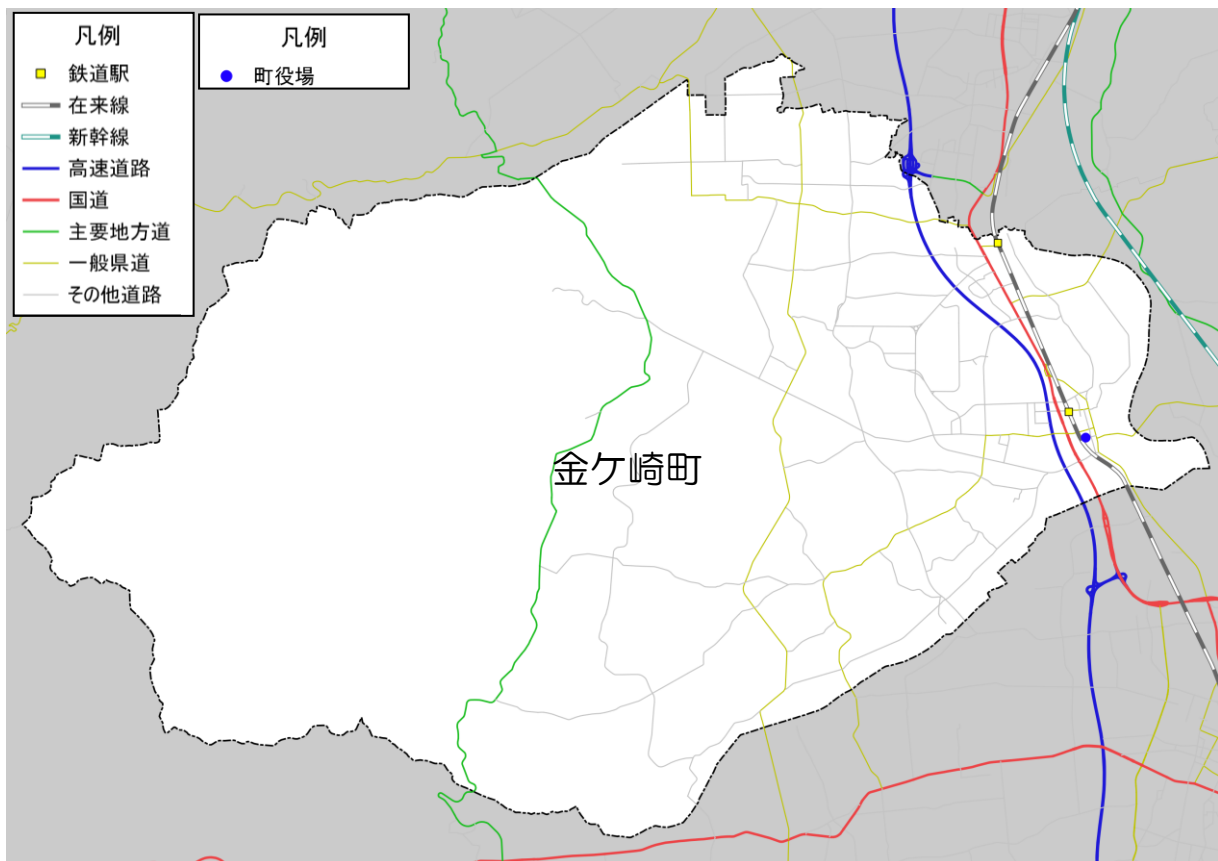 凡例
鉄道駅
在来線
新幹線
高速道路
国道
主要地方道
一般県道
その他道路
凡例
町役場
金ケ崎町